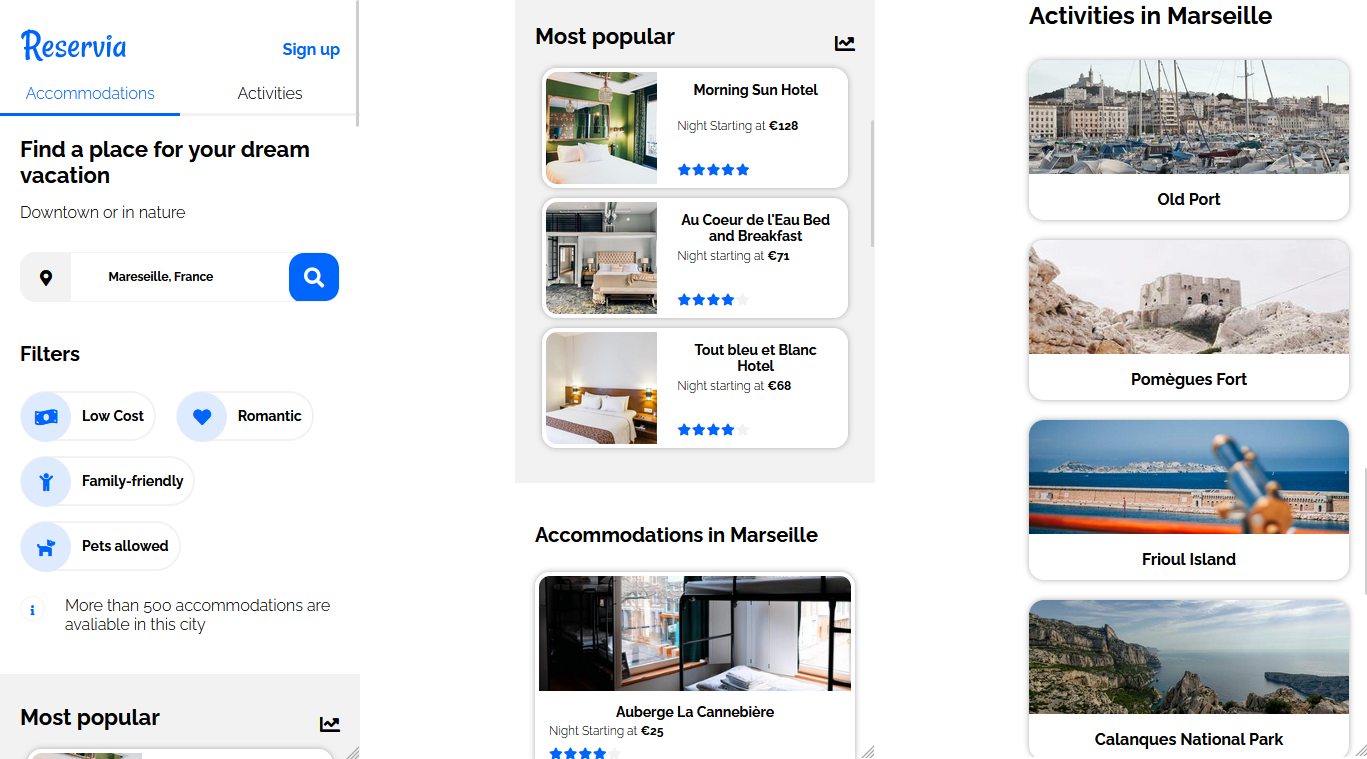 Reservia
Sign up
Accommodations
Activities
Find a place for your dream
vacation
Downtown or in nature
Mareseille, France
Filters
Low Cost
Romantic
Family-friendly
Pets allowed
More than 500 accommodations are
avaliable in this city
Most popular
Most popular
Morning Sun Hotel
Night Starting at €128
Au Coeur de l'Eau Bed
and Breakfast
Night starting at €71
Tout bleu et Blanc
Hotel
Night starting at €68
Accommodations in Marseille
Auberge La Cannebière
Night Starting at €25
Activities in Marseille
Old Port
Pomègues Fort
Frioul Island
Calanques National Park